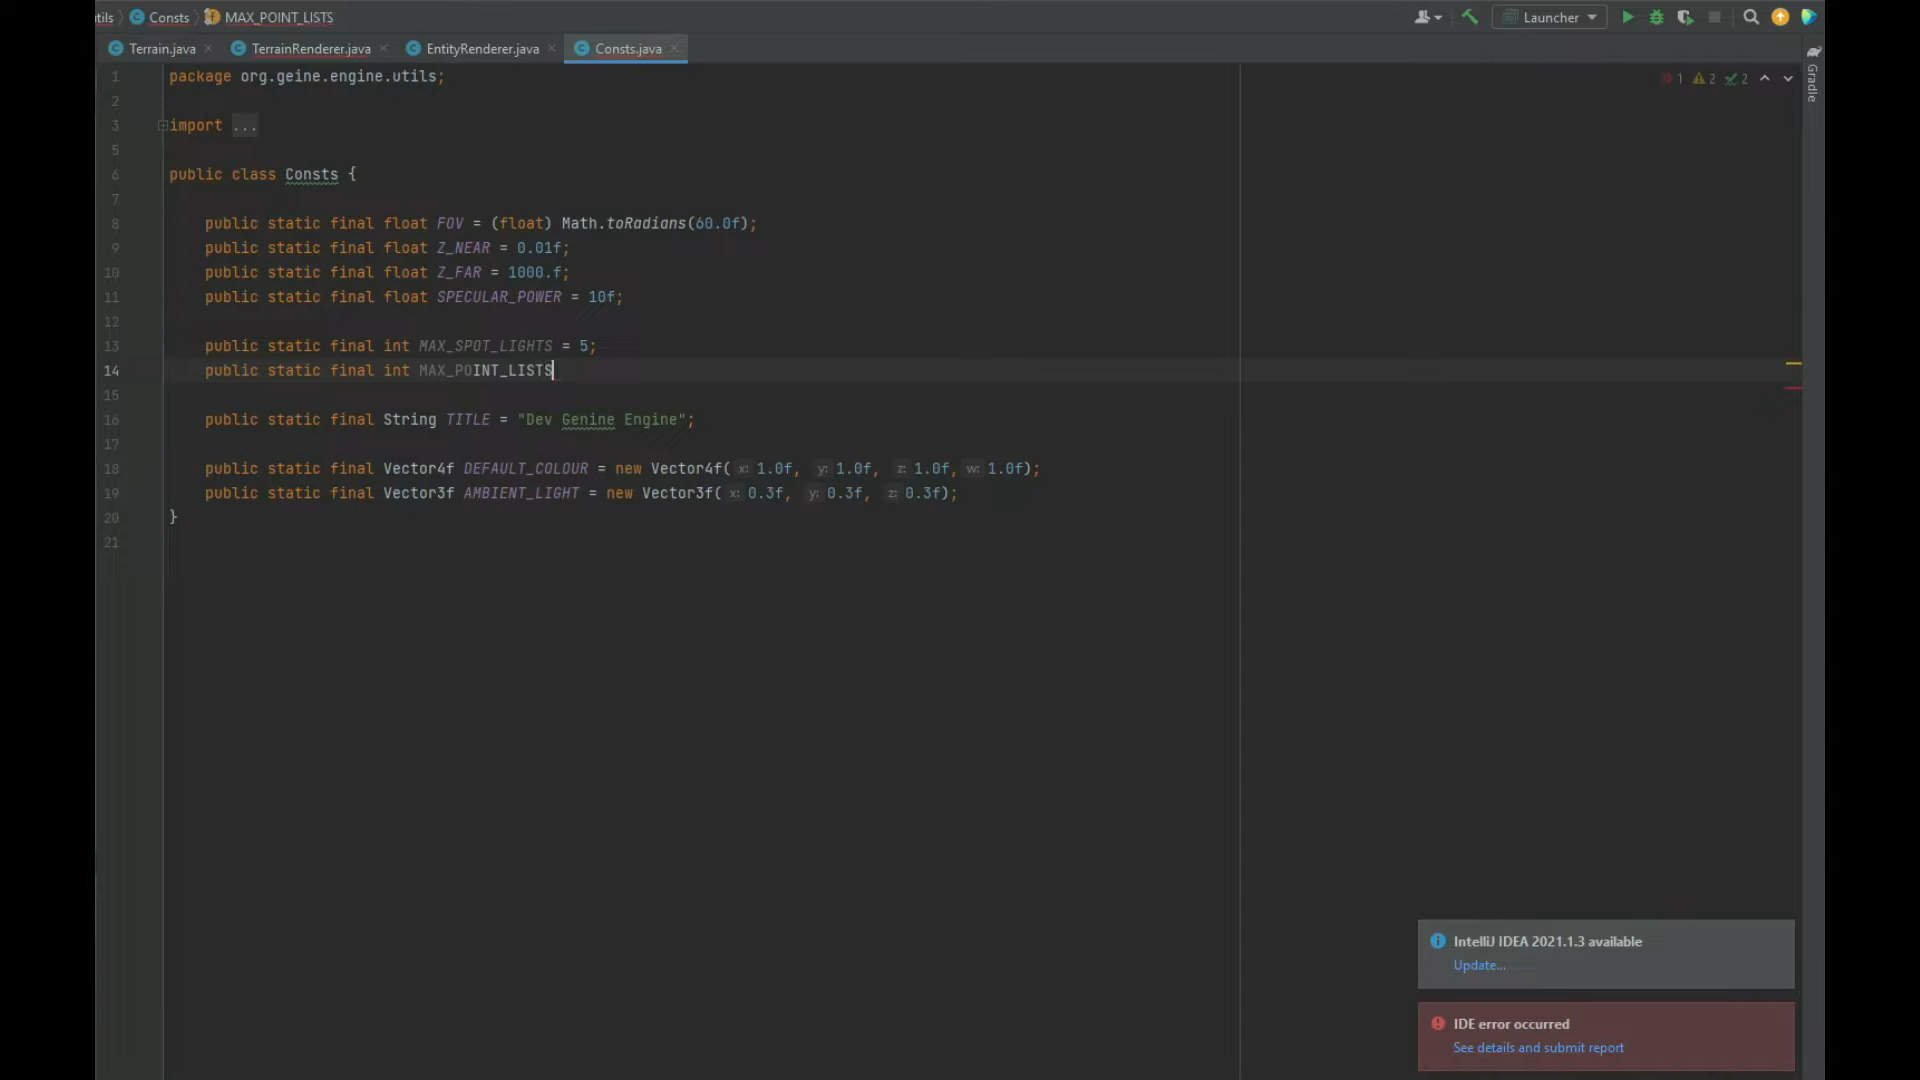 utils Consts MAX_POINT_LISTS Launcher
Terrain.java TerrainRenderer.java EntityRenderer.java Consts.java
1 package org.geine.engine.utils; 1 2 2
2
3 import ...
5
6 public class Consts {
7
8 public static final float FOV = (float) Math.toRadians(60.0f);
9 public static final float Z_NEAR = 0.01f;
10 public static final float Z_FAR = 1000.f;
11 public static final float SPECULAR_POWER = 10f;
12
13 public static final int MAX_SPOT_LIGHTS = 5;
14 public static final int MAX_POINT_LISTS
15
16 public static final String TITLE = "Dev Genine Engine";
17
18 public static final Vector4f DEFAULT_COLOUR = new Vector4f( x: 1.0f, y: 1.0f, z: 1.0f, w: 1.0f);
19 public static final Vector3f AMBIENT_LIGHT = new Vector3f( x: 0.3f, y: 0.3f, z: 0.3f);
20 }
21
Gradle
IntelliJ IDEA 2021.1.3 available
Update...
IDE error occurred
See details and submit report